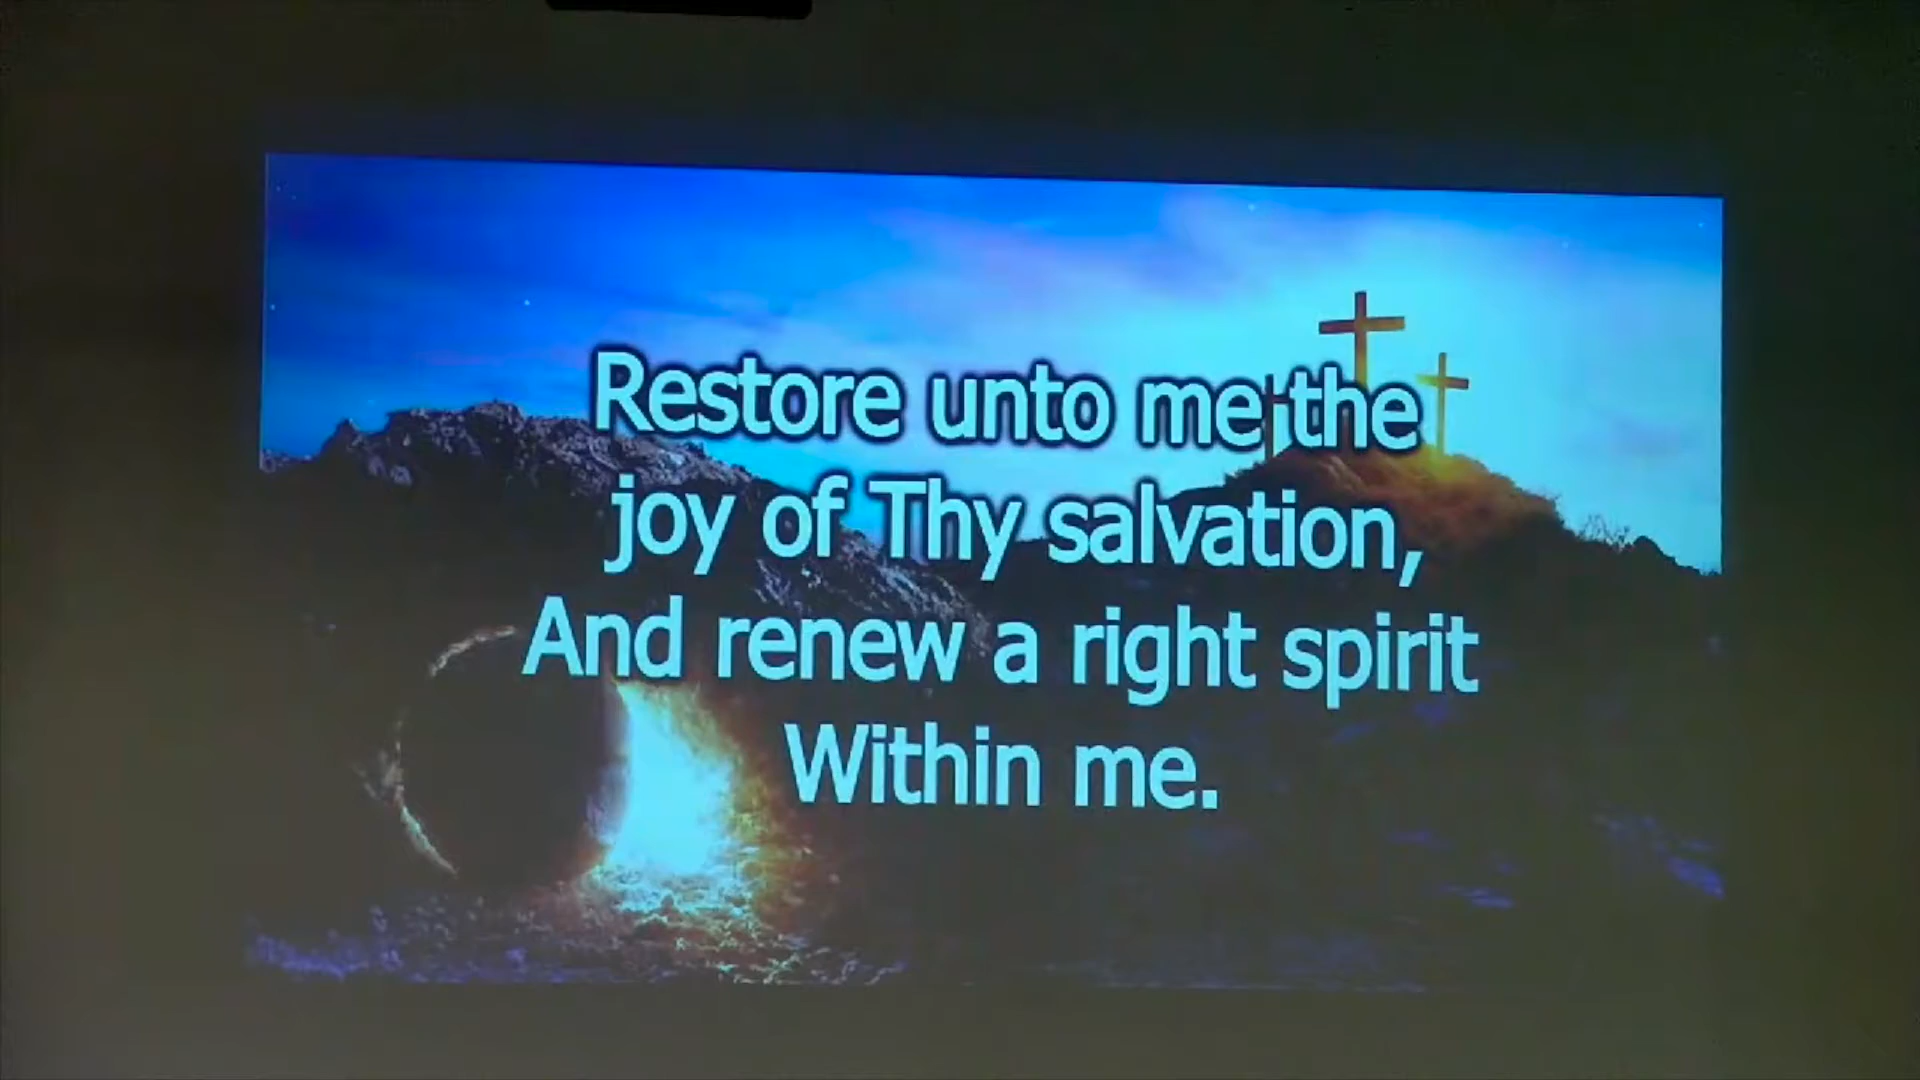 Restore unto me the
joy of Thy salvation,
And renew a right spirit
Within me.